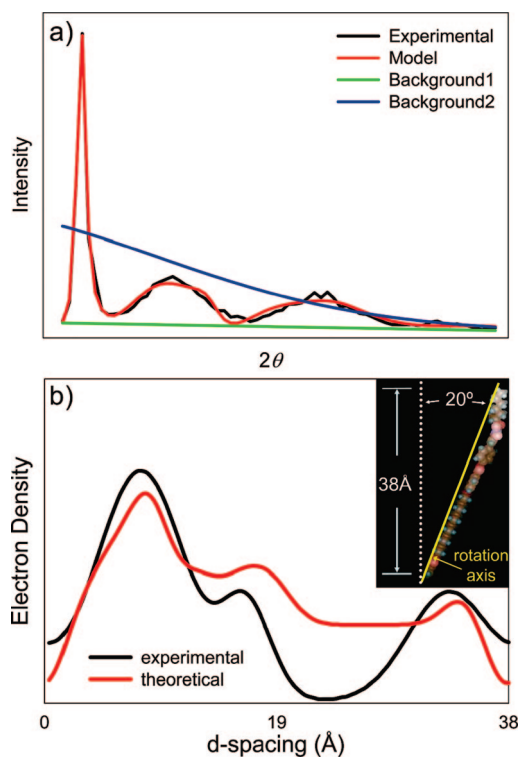 a)
Experimental
Model
Background1
Background2
Intensity
2θ
b)
20º
38Å
rotation
axis
Electron Density
experimental
theoretical
0
19
38
d-spacing (Å)